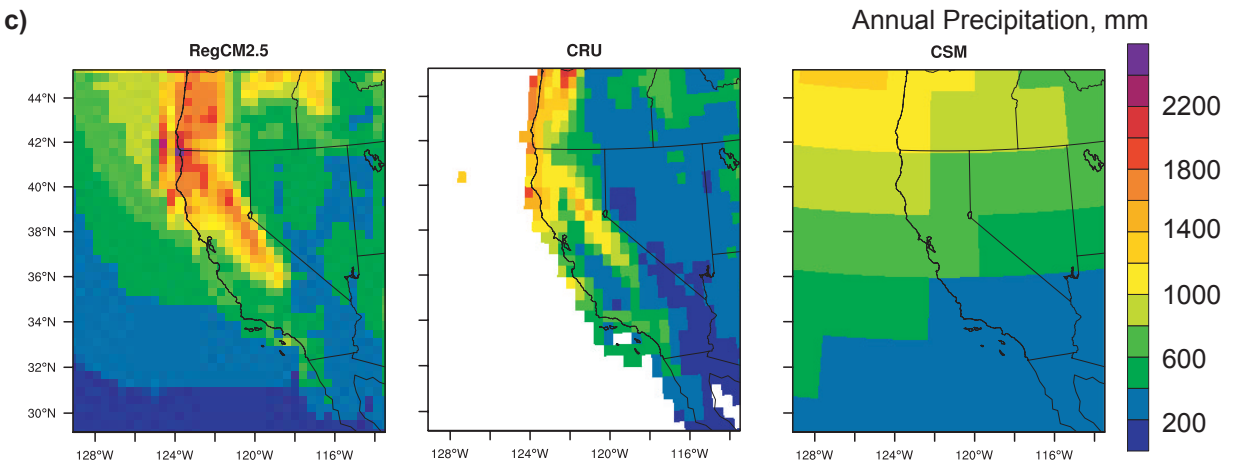 c)
Annual Precipitation, mm
RegCM2.5
CRU
CSM
44°N
42°N
40°N
38°N
36°N
34°N
32°N
30°N
2200
1800
1400
1000
600
200
128°W 124°W 120°W 116°W
128°W 124°W 120°W 116°W
128°W 124°W 120°W 116°W